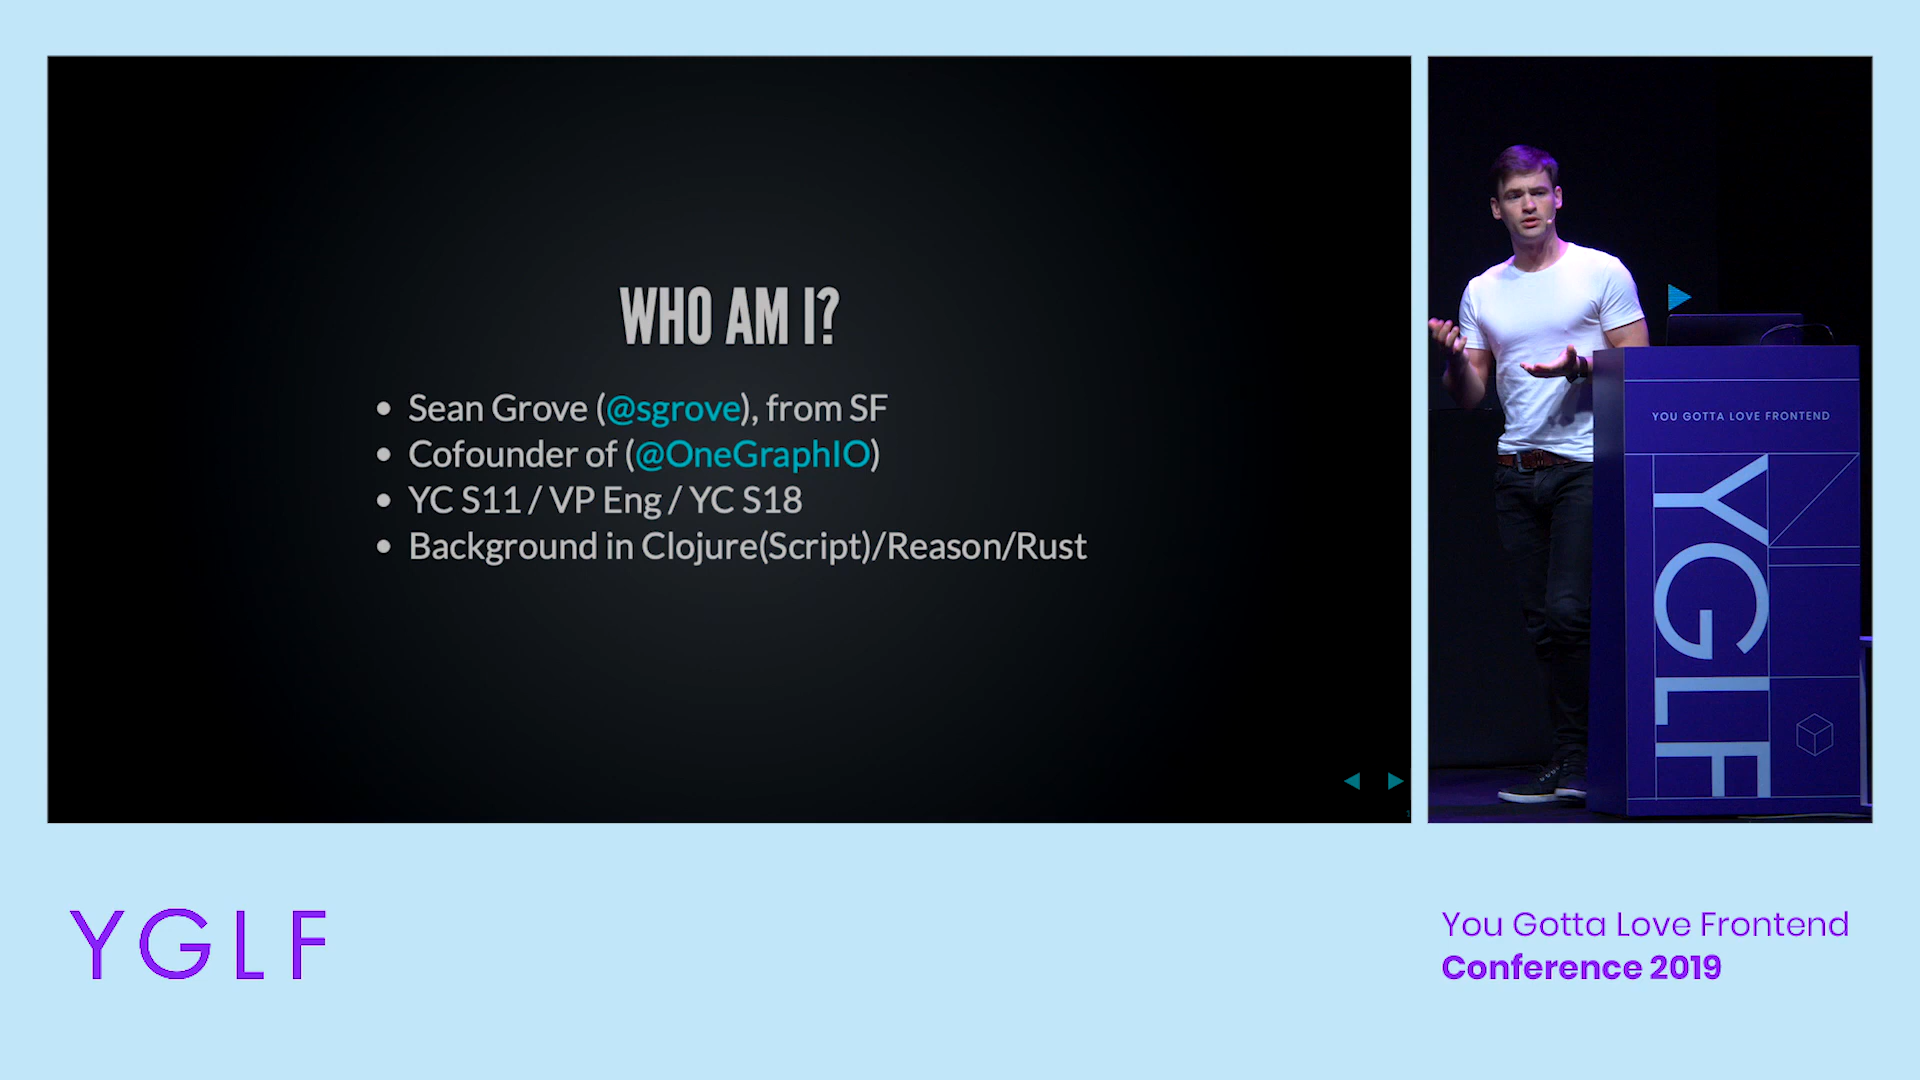 WHO AM I?
Sean Grove (@sgrove), from SF
Cofounder of (@OneGraphIO)
YC S11 / VP Eng / YC S18
Background in Clojure(Script)/Reason/Rust
YOU GOTTA LOVE FRONTEND
YGLF
YGLF
You Gotta Love Frontend
Conference 2019